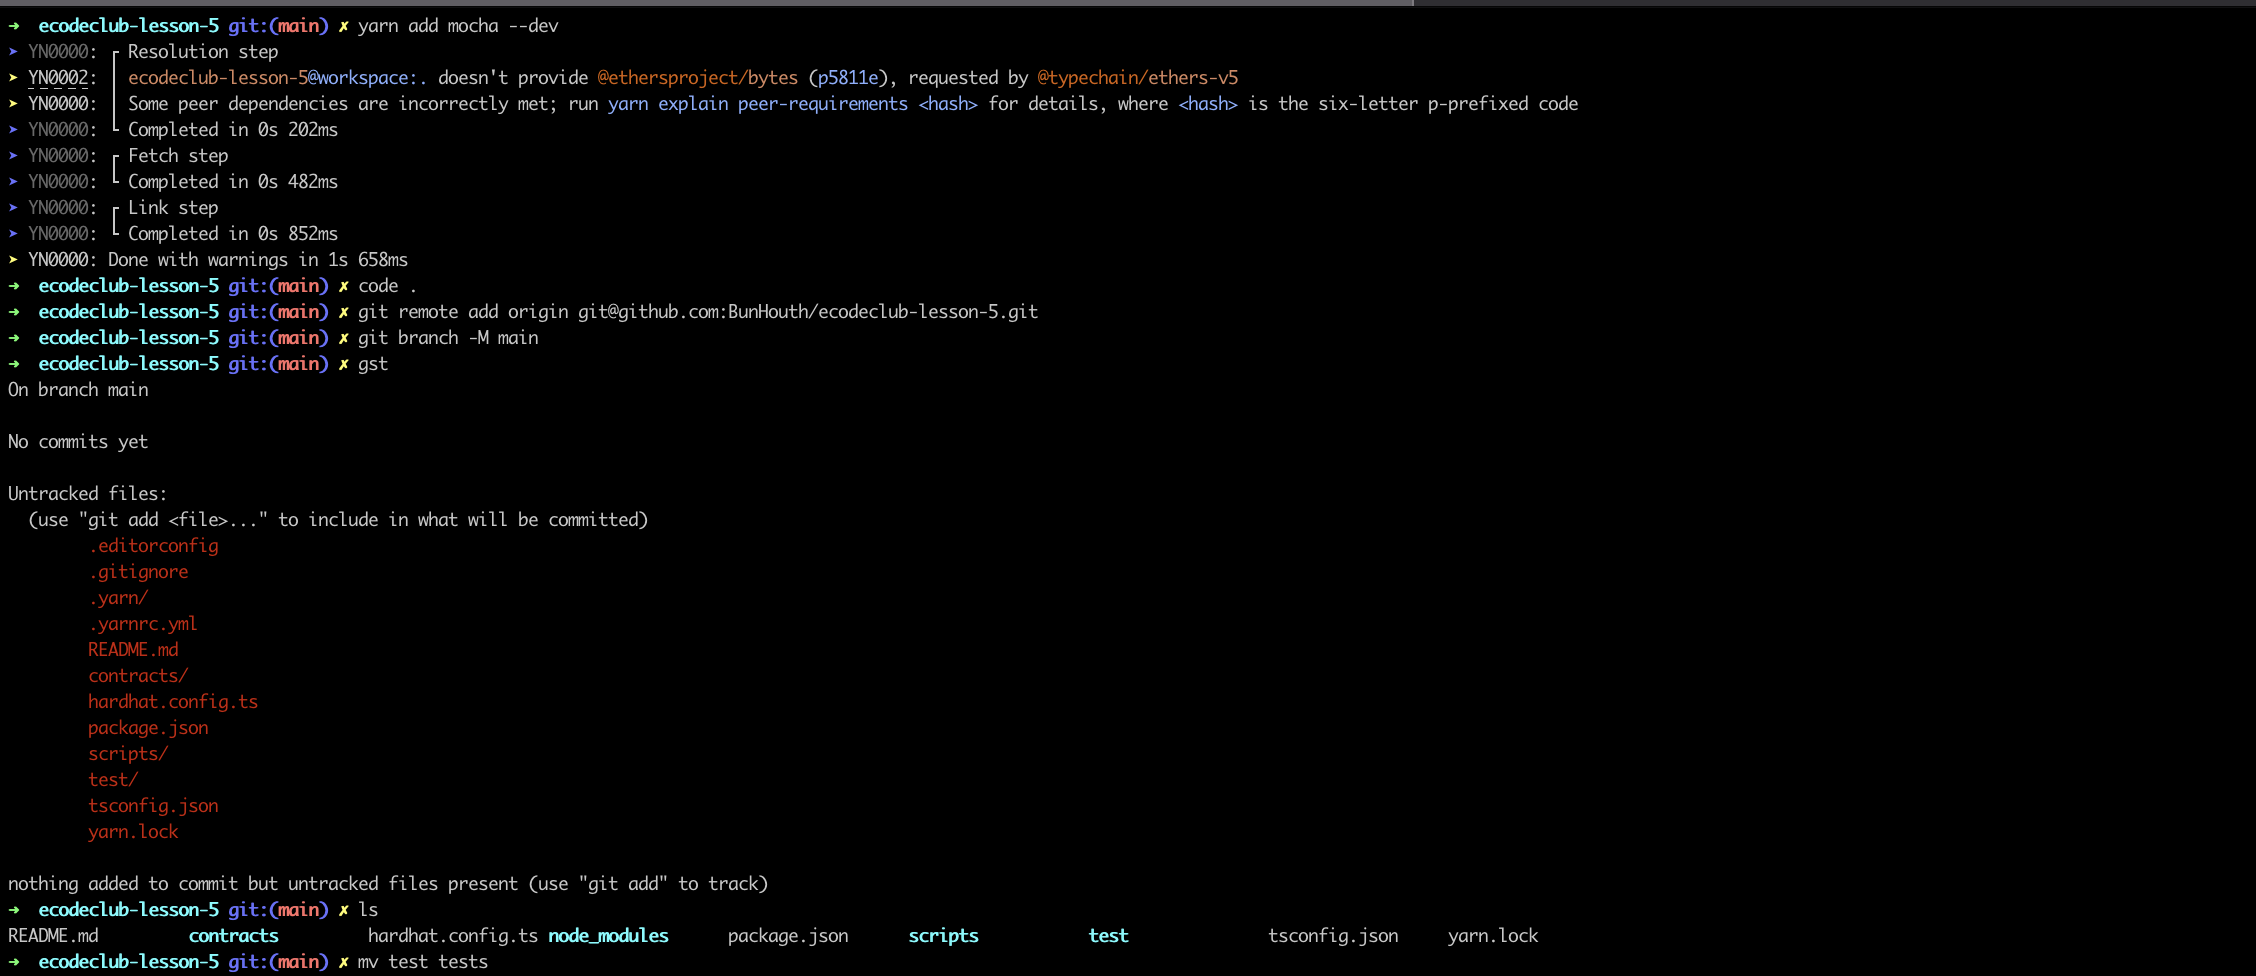 ➜  ecodeclub-lesson-5 git:(main) ✗ yarn add mocha --dev
➤ YN0000: ┌ Resolution step
➤ YN0002: │ ecodeclub-lesson-5@workspace:. doesn't provide @ethersproject/bytes (p5811e), requested by @typechain/ethers-v5
➤ YN0000: │ Some peer dependencies are incorrectly met; run yarn explain peer-requirements <hash> for details, where <hash> is the six-letter p-prefixed code
➤ YN0000: └ Completed in 0s 202ms
➤ YN0000: ┌ Fetch step
➤ YN0000: └ Completed in 0s 482ms
➤ YN0000: ┌ Link step
➤ YN0000: └ Completed in 0s 852ms
➤ YN0000: Done with warnings in 1s 658ms
➜  ecodeclub-lesson-5 git:(main) ✗ code .
➜  ecodeclub-lesson-5 git:(main) ✗ git remote add origin git@github.com:BunHouth/ecodeclub-lesson-5.git
➜  ecodeclub-lesson-5 git:(main) ✗ git branch -M main
➜  ecodeclub-lesson-5 git:(main) ✗ gst
On branch main
No commits yet
Untracked files:
(use "git add <file>..." to include in what will be committed)
.editorconfig
.gitignore
.yarn/
.yarnrc.yml
README.md
contracts/
hardhat.config.ts
package.json
scripts/
test/
tsconfig.json
yarn.lock
nothing added to commit but untracked files present (use "git add" to track)
➜  ecodeclub-lesson-5 git:(main) ✗ ls
README.md contracts hardhat.config.ts node_modules package.json scripts test tsconfig.json yarn.lock
➜  ecodeclub-lesson-5 git:(main) ✗ mv test tests